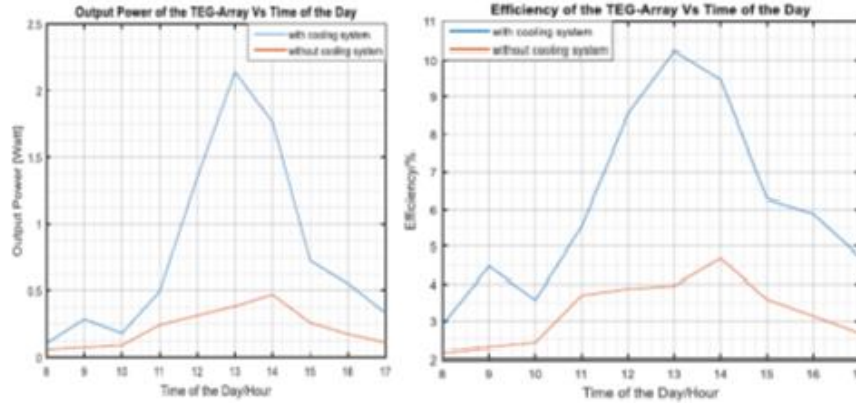 Output Power of the TEG-Array Vs Time of the Day
2.5
2
1.5
1
0.5
0
Output Power [Watt]
with cooling system
without cooling system
8 9 10 11 12 13 14 15 16 17
Time of the Day/Hour
Efficiency of the TEG-Array Vs Time of the Day
11
10
9
8
7
6
5
4
3
2
Efficiency/%
with cooling system
without cooling system
8 9 10 11 12 13 14 15 16 17
Time of the Day/Hour